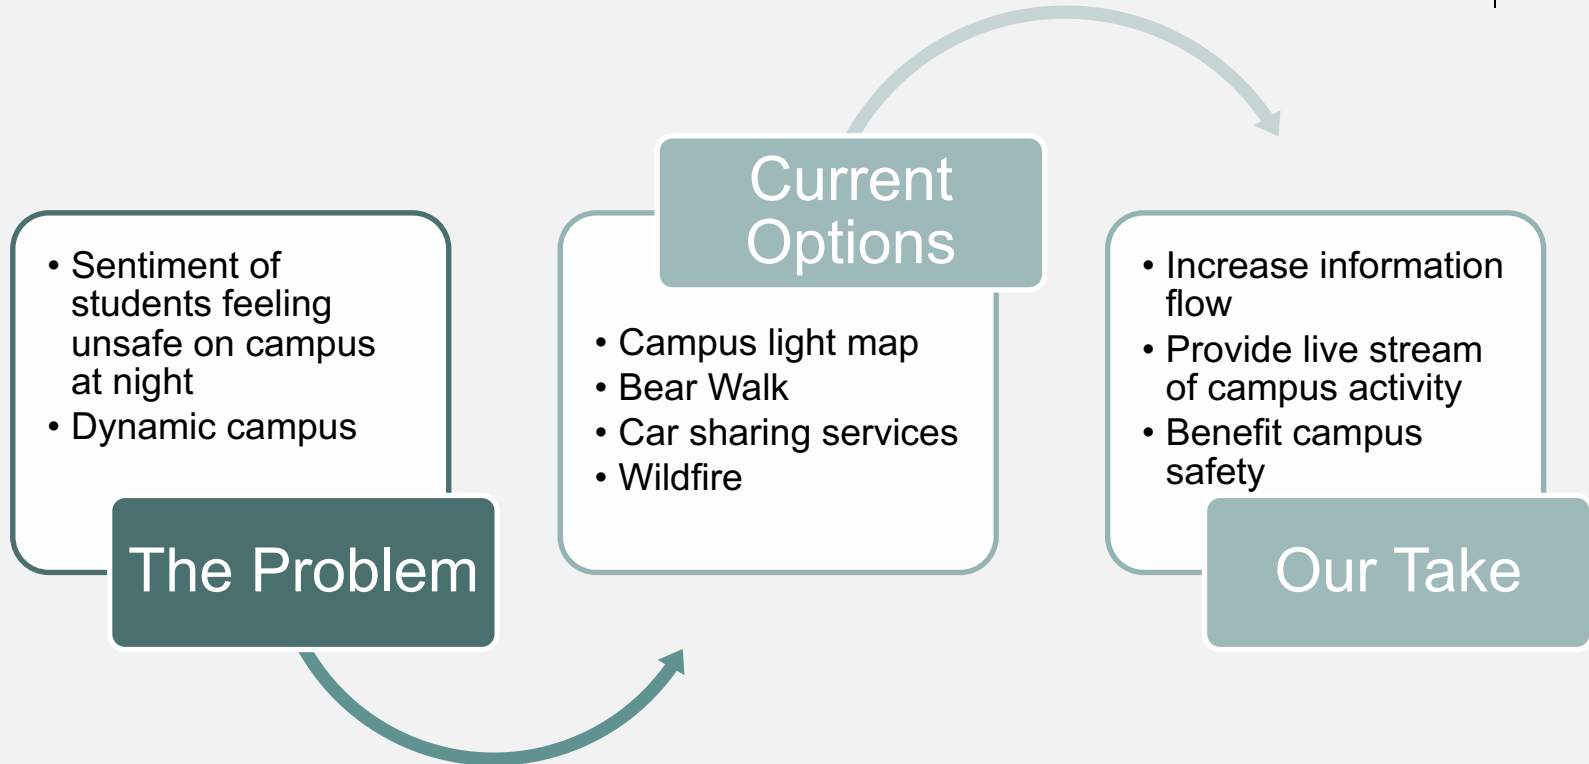 • Sentiment of
students feeling
unsafe on campus
at night
• Dynamic campus
The Problem
Current
Options
• Campus light map
• Bear Walk
• Car sharing services
• Wildfire
• Increase information
flow
• Provide live stream
of campus activity
• Benefit campus
safety
Our Take